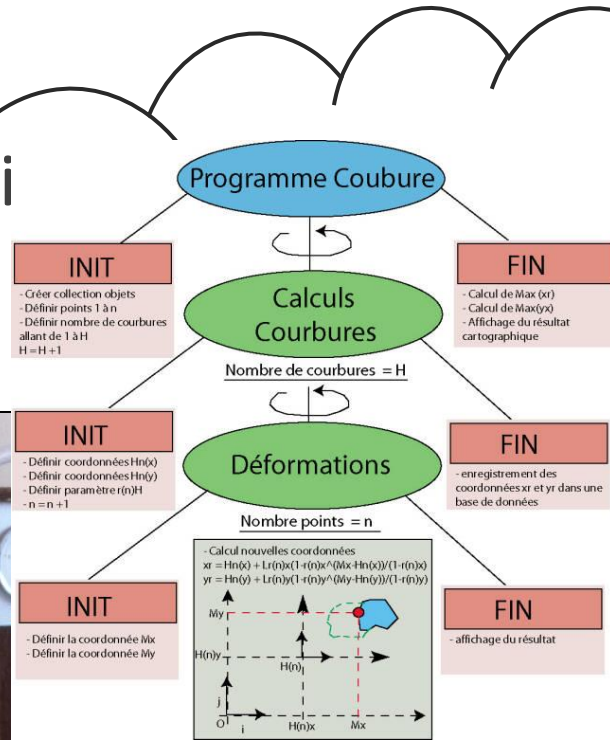 i
Programme Coubure
INIT
- Créer collection objets
- Définir points 1 à n
- Définir nombre de courbures
allant de 1 à H
H = H +1
FIN
- Calcul de Max (xr)
- Calcul de Max(yx)
- Affichage du résultat
cartographique
Calculs
Courbures
Nombre de courbures = H
INIT
- Définir coordonnées Hn(x)
- Définir coordonnées Hn(y)
- Définir paramètre r(n)H
- n = n +1
FIN
- enregistrement des
coordonnées xr et yr dans une
base de données
Déformations
Nombre points = n
INIT
- Définir la coordonnée Mx
- Définir la coordonnée My
- Calcul nouvelles coordonnées
xr = Hn(x) + Lr(n)x(1-r(n)x^(Mx-Hn(x))/(1-r(n)x)
yr = Hn(y) + Lr(n)y(1-r(n)y^(My-Hn(y))/(1-r(n)y)
My
H(n)y
H(n)
j
O
i
H(n)x
Mx
FIN
- affichage du résultat